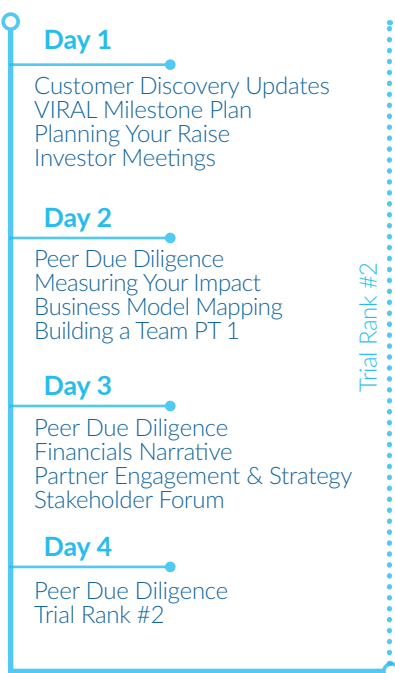 Day 1
Customer Discovery Updates
VIRAL Milestone Plan
Planning Your Raise
Investor Meetings
Day 2
Peer Due Diligence
Measuring Your Impact
Business Model Mapping
Building a Team PT 1
Day 3
Peer Due Diligence
Financials Narrative
Partner Engagement & Strategy
Stakeholder Forum
Day 4
Peer Due Diligence
Trial Rank #2
Trial Rank #2